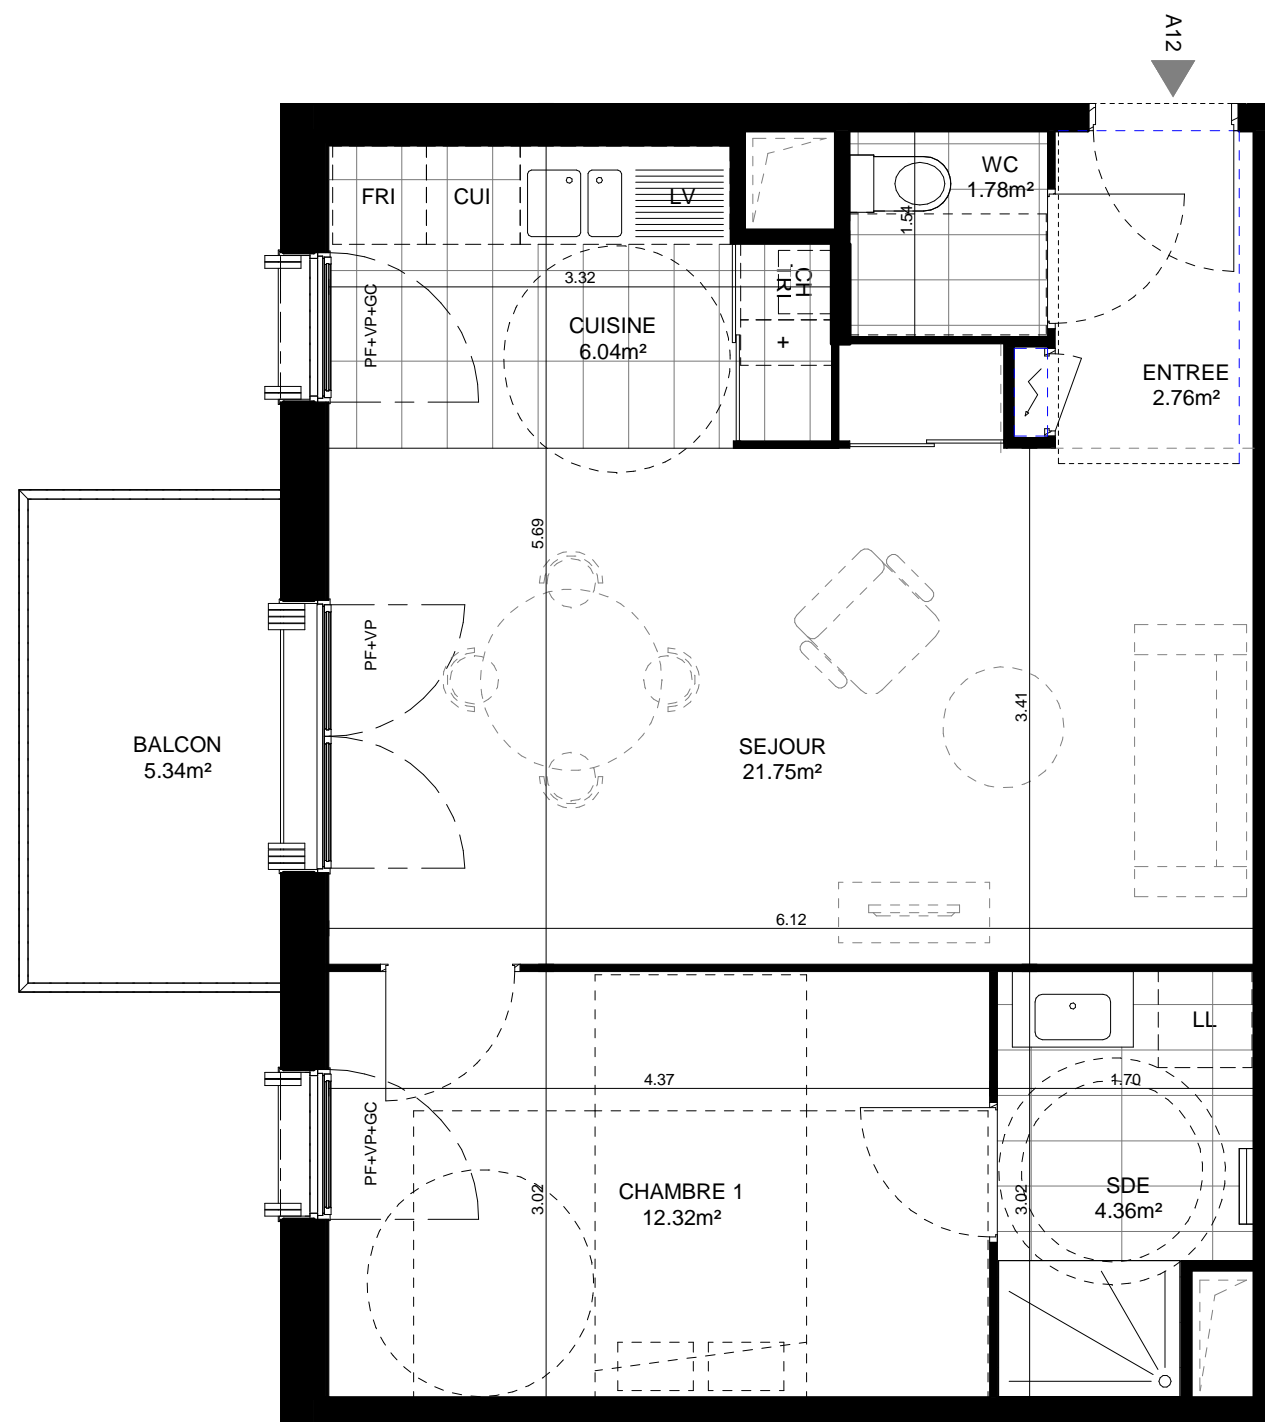 A12
WC
1.78m²
1.54
FRI
CUI
LV
3.32
CH
TRI
+
CUISINE
6.04m²
PF+VP+GC
ENTREE
2.76m²
5.69
PF+VP
3.41
BALCON
5.34m²
SEJOUR
21.75m²
6.12
LL
4.37
1.70
PF+VP+GC
CHAMBRE 1
12.32m²
3.02
3.02
SDE
4.36m²